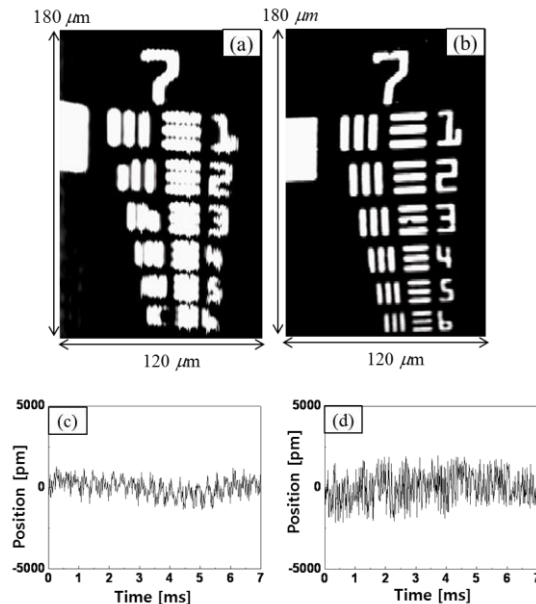 180 μm
(a)
7
1
2
3
4
5
6
120 μm
180 μm
(b)
7
1
2
3
4
5
6
120 μm
5000
(c)
Position [pm]
0
-5000
0 1 2 3 4 5 6 7
Time [ms]
5000
(d)
Position [pm]
0
-5000
0 1 2 3 4 5 6 7
Time [ms]